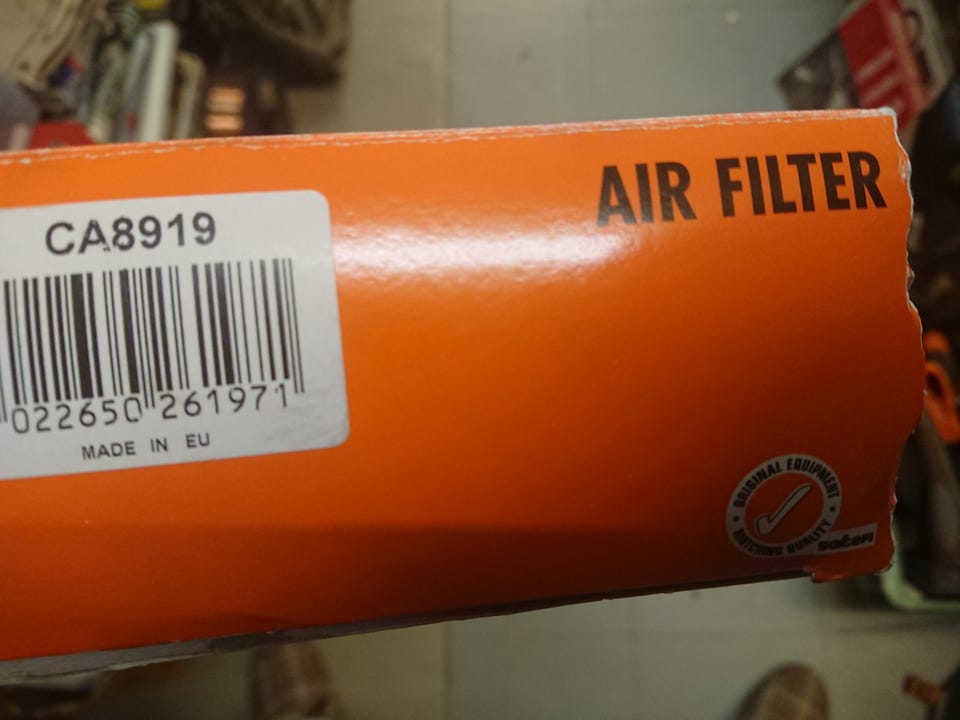 AIR FILTER
CA8919
022650 261971
MADE IN EU
ORIGINAL EQUIPMENT
MATCHING QUALITY